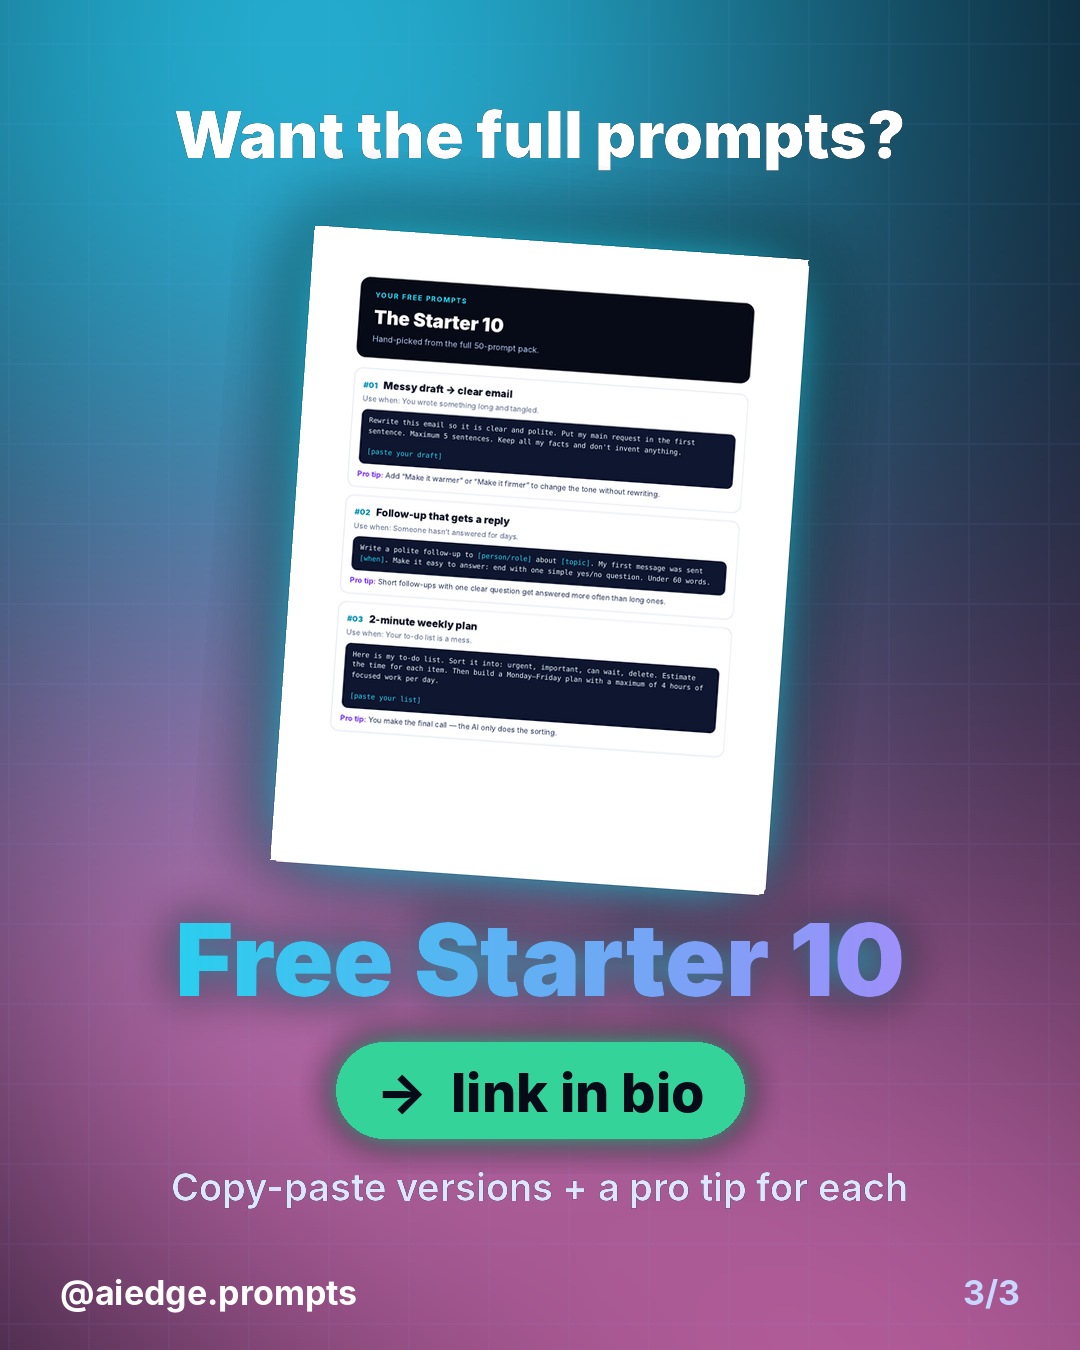 Want the full prompts?
YOUR FREE PROMPTS
The Starter 10
Hand-picked from the full 50-prompt pack.
#01 Messy draft → clear email
Use when: You wrote something long and tangled.
Rewrite this email so it is clear and polite. Put my main request in the first
sentence. Maximum 5 sentences. Keep all my facts and don't invent anything.
[paste your draft]
Pro tip: Add "Make it warmer" or "Make it firmer" to change the tone without rewriting.
#02 Follow-up that gets a reply
Use when: Someone hasn't answered for days.
Write a polite follow-up to [person/role] about [topic]. My first message was sent
[when]. Make it easy to answer: end with one simple yes/no question. Under 60 words.
Pro tip: Short follow-ups with one clear question get answered more often than long ones.
#03 2-minute weekly plan
Use when: Your to-do list is a mess.
Here is my to-do list. Sort it into: urgent, important, can wait, delete. Estimate
the time for each item. Then build a Monday–Friday plan with a maximum of 4 hours of
focused work per day.
[paste your list]
Pro tip: You make the final call — the AI only does the sorting.
Free Starter 10
→ link in bio
Copy-paste versions + a pro tip for each
@aiedge.prompts
3/3